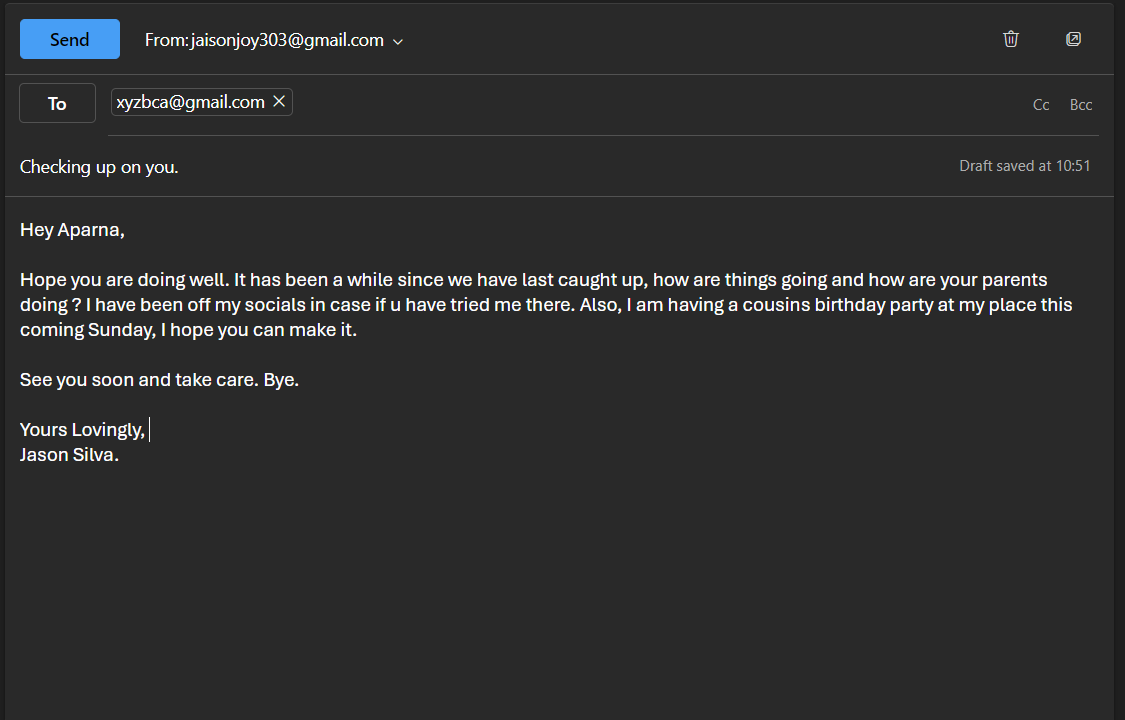 Send From: jaisonjoy303@gmail.com
To xyzbca@gmail.com Cc Bcc
Checking up on you. Draft saved at 10:51
Hey Aparna,
Hope you are doing well. It has been a while since we have last caught up, how are things going and how are your parents
doing ? I have been off my socials in case if u have tried me there. Also, I am having a cousins birthday party at my place this
coming Sunday, I hope you can make it.
See you soon and take care. Bye.
Yours Lovingly,
Jason Silva.